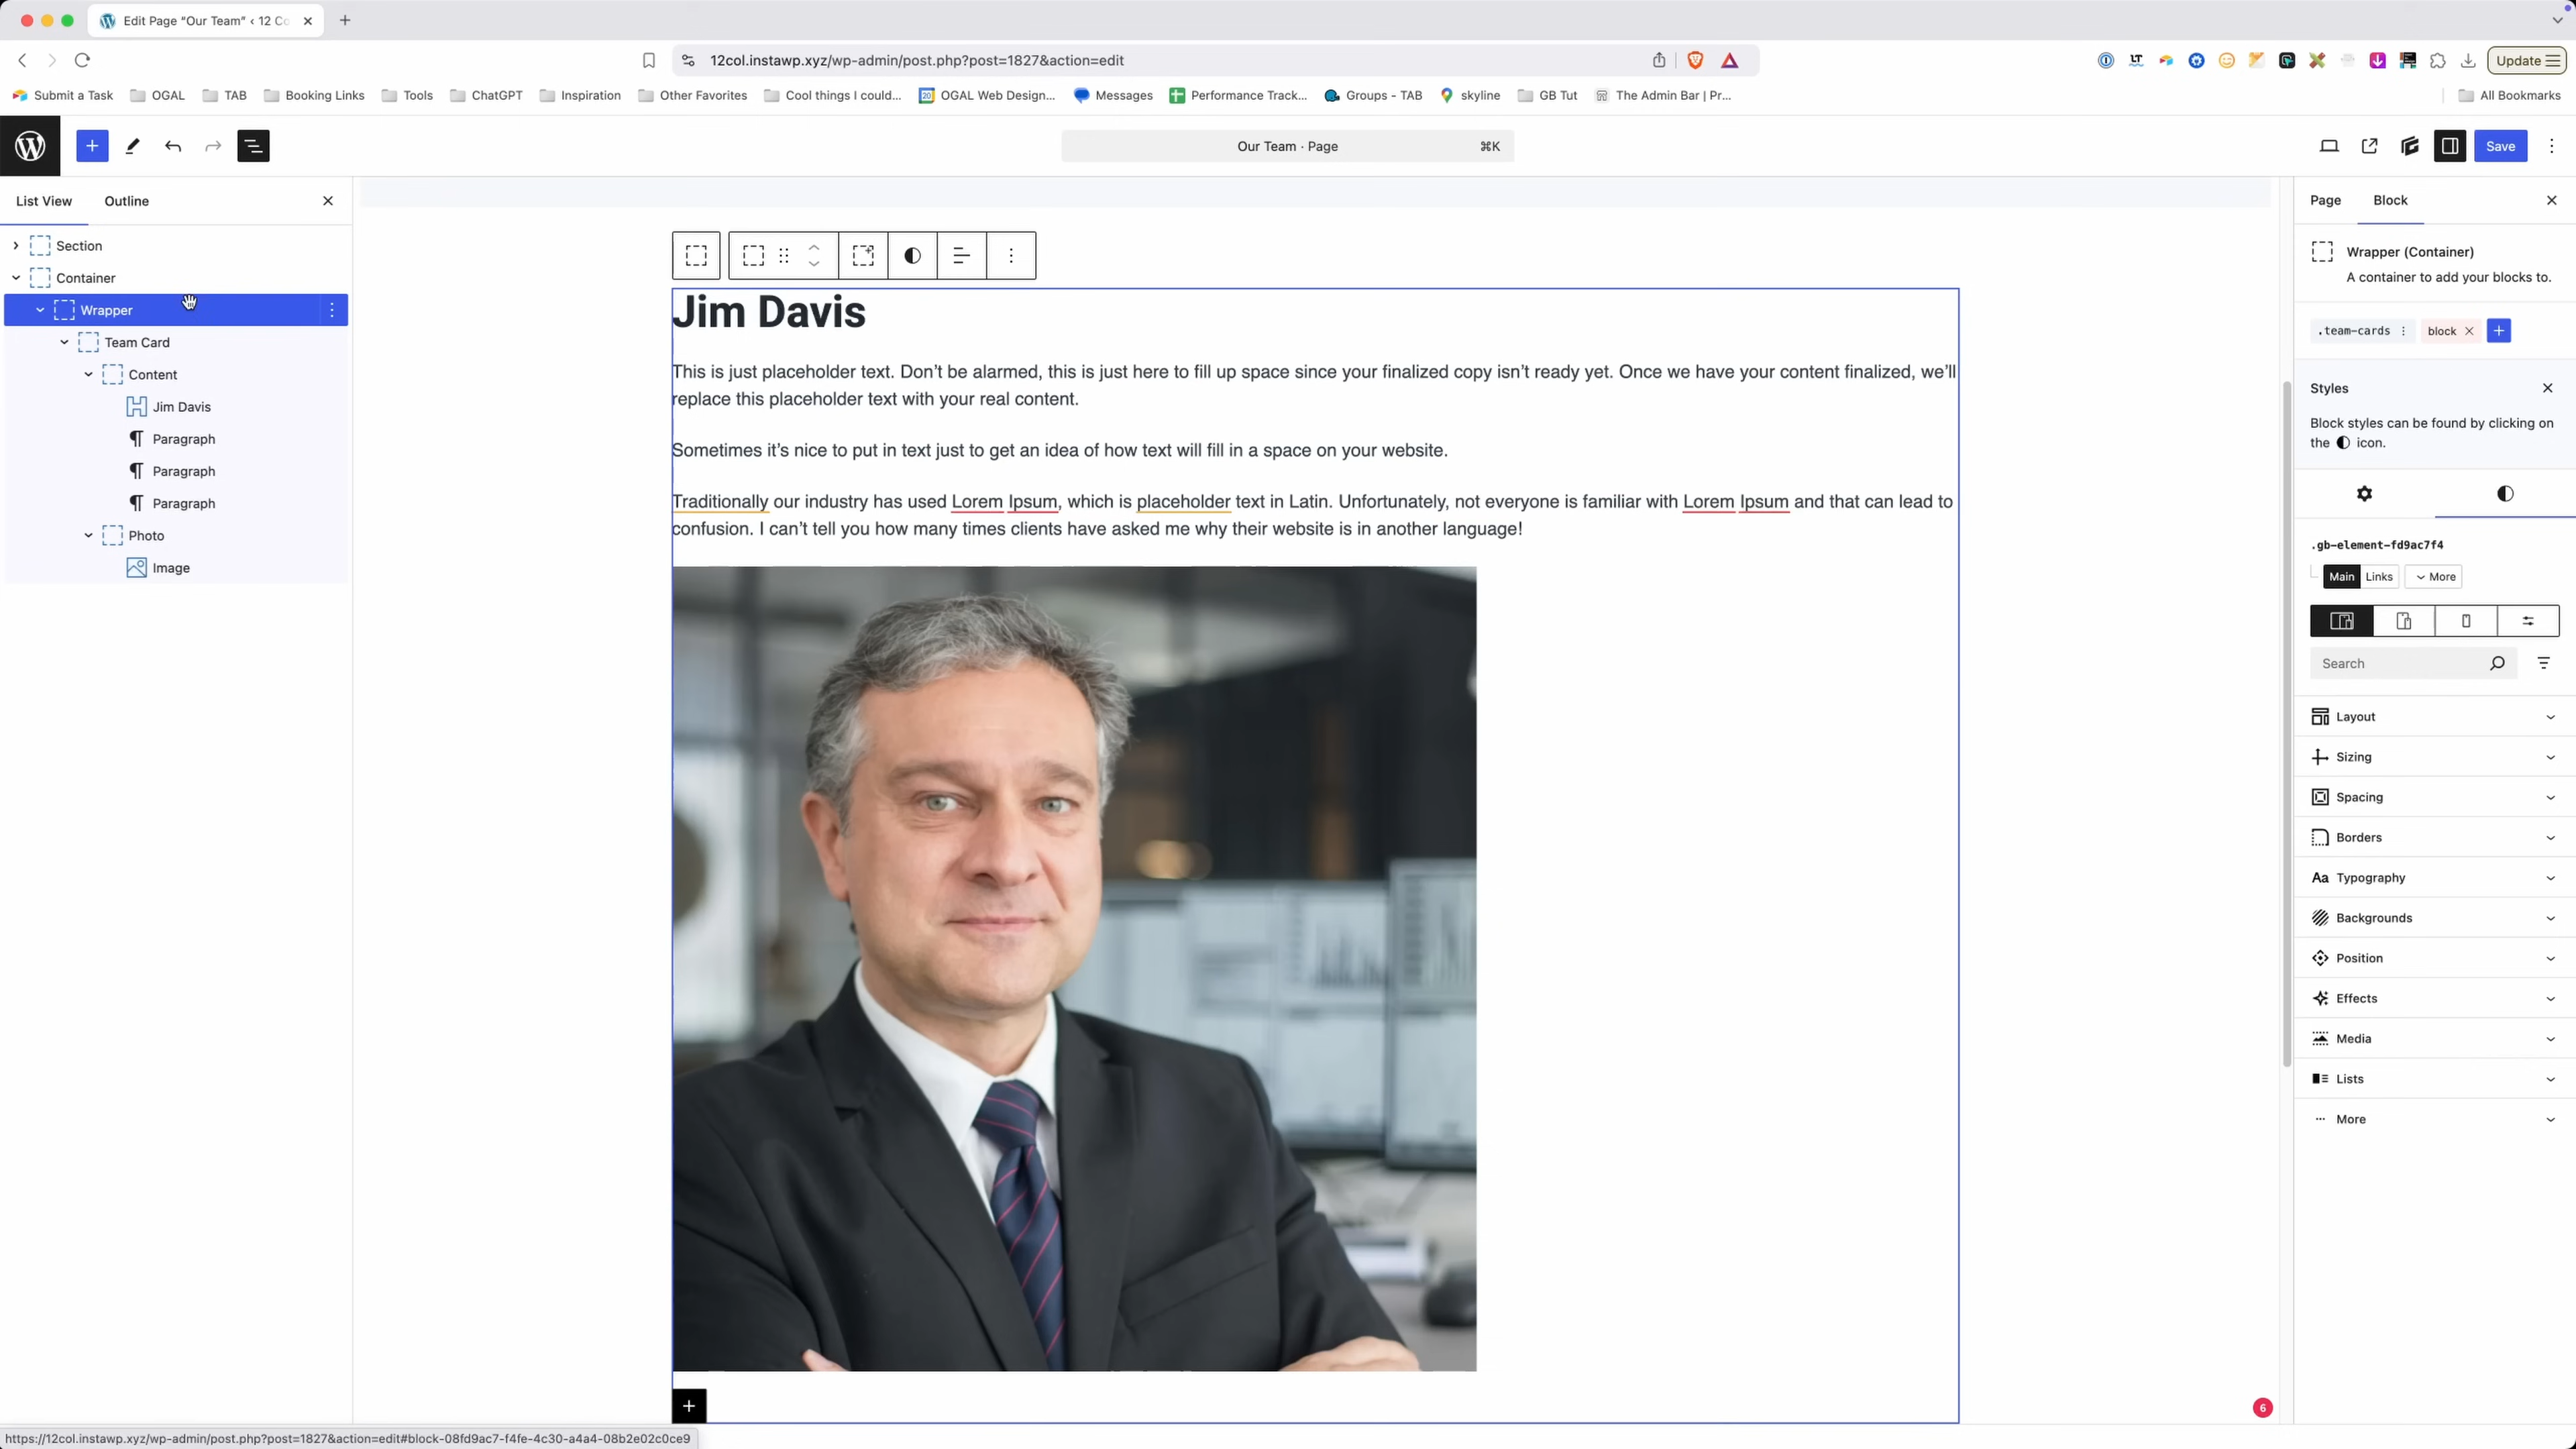 Edit Page “Our Team” ‹ 12 Co
12col.instawp.xyz/wp-admin/post.php?post=1827&action=edit
Update
Submit a Task
OGAL
TAB
Booking Links
Tools
ChatGPT
Inspiration
Other Favorites
Cool things I could...
OGAL Web Design...
Messages
Performance Track...
Groups - TAB
skyline
GB Tut
The Admin Bar | Pr...
All Bookmarks
Our Team · Page
⌘K
Save
List View
Outline
Section
Container
Wrapper
Team Card
Content
Jim Davis
Paragraph
Paragraph
Paragraph
Photo
Image
Jim Davis
This is just placeholder text. Don’t be alarmed, this is just here to fill up space since your finalized copy isn’t ready yet. Once we have your content finalized, we’ll
replace this placeholder text with your real content.
Sometimes it’s nice to put in text just to get an idea of how text will fill in a space on your website.
Traditionally our industry has used Lorem Ipsum, which is placeholder text in Latin. Unfortunately, not everyone is familiar with Lorem Ipsum and that can lead to
confusion. I can’t tell you how many times clients have asked me why their website is in another language!
Page
Block
Wrapper (Container)
A container to add your blocks to.
.team-cards
block
Styles
Block styles can be found by clicking on
the icon.
.gb-element-fd9ac7f4
Main
Links
More
Search
Layout
Sizing
Spacing
Borders
Aa Typography
Backgrounds
Position
Effects
Media
Lists
More
6
https://12col.instawp.xyz/wp-admin/post.php?post=1827&action=edit#block-08fd9ac7-f4fe-4c30-a4a4-08b2e02c0ce9